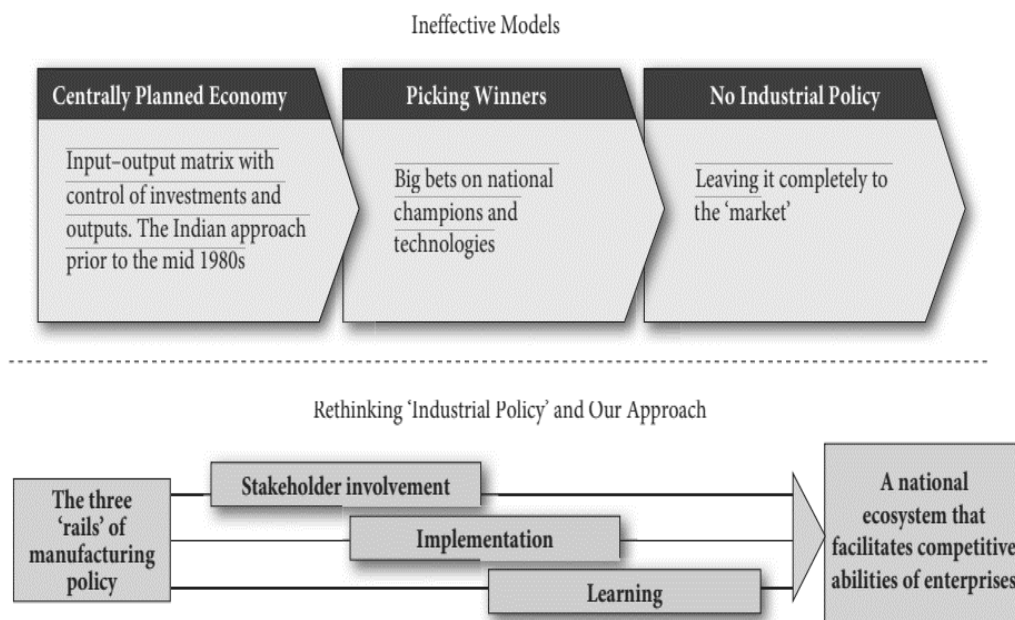 Ineffective Models
Centrally Planned Economy
Input–output matrix with
control of investments and
outputs. The Indian approach
prior to the mid 1980s
Picking Winners
Big bets on national
champions and
technologies
No Industrial Policy
Leaving it completely to
the ‘market’
Rethinking ‘Industrial Policy’ and Our Approach
The three
‘rails’ of
manufacturing
policy
Stakeholder involvement
Implementation
Learning
A national
ecosystem that
facilitates competitive
abilities of enterprises